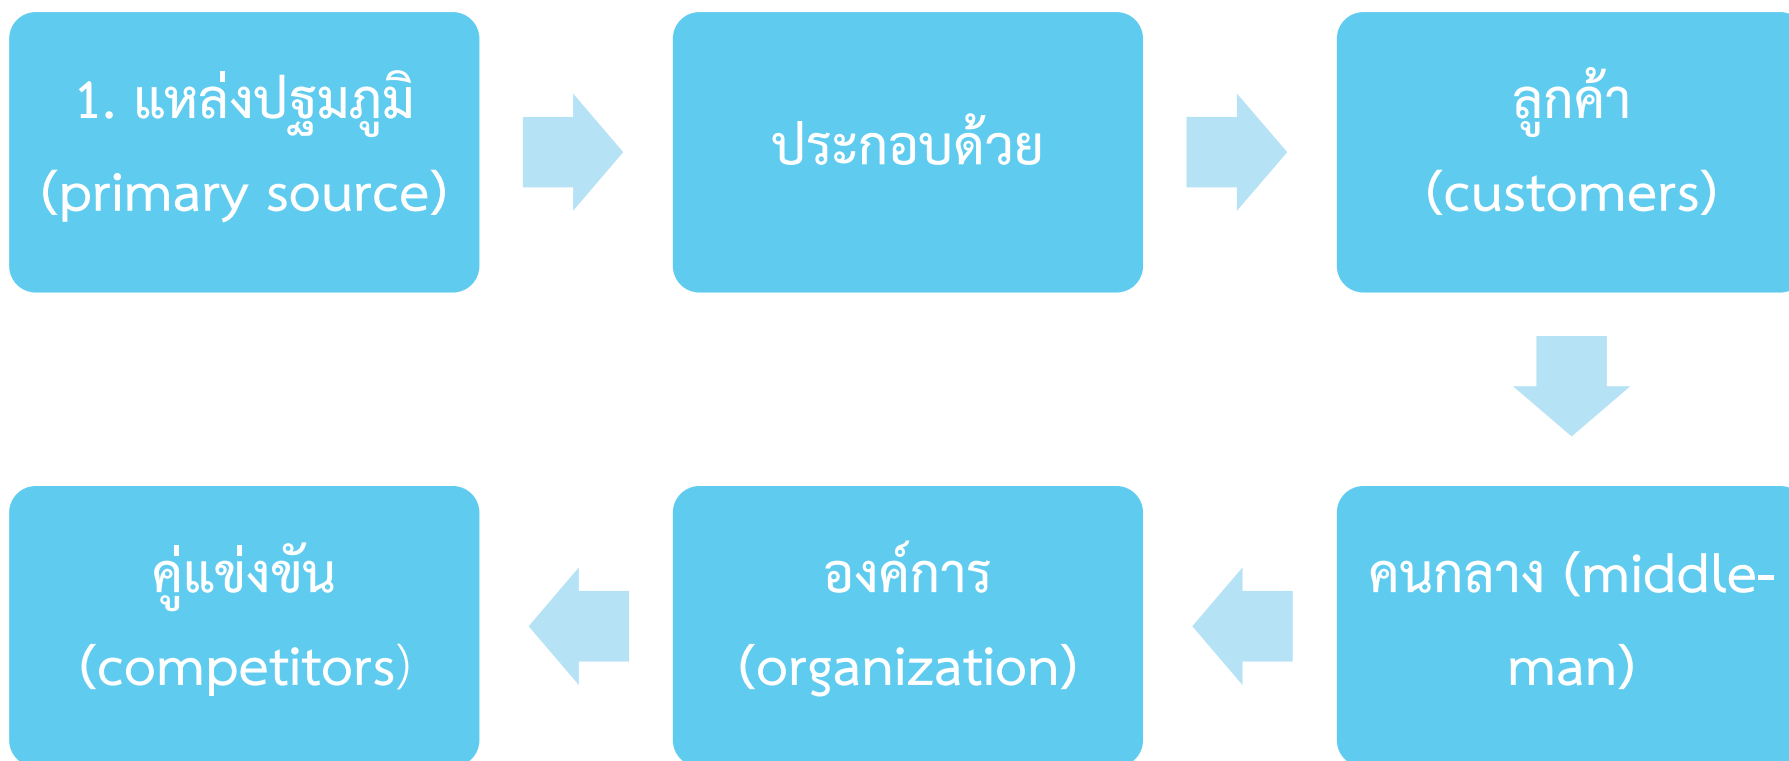 1. แหล่งปฐมภูมิ
(primary source)
ประกอบด้วย
ลูกค้า
(customers)
คนกลาง (middle-
man)
องค์การ
(organization)
คู่แข่งขัน
(competitors)